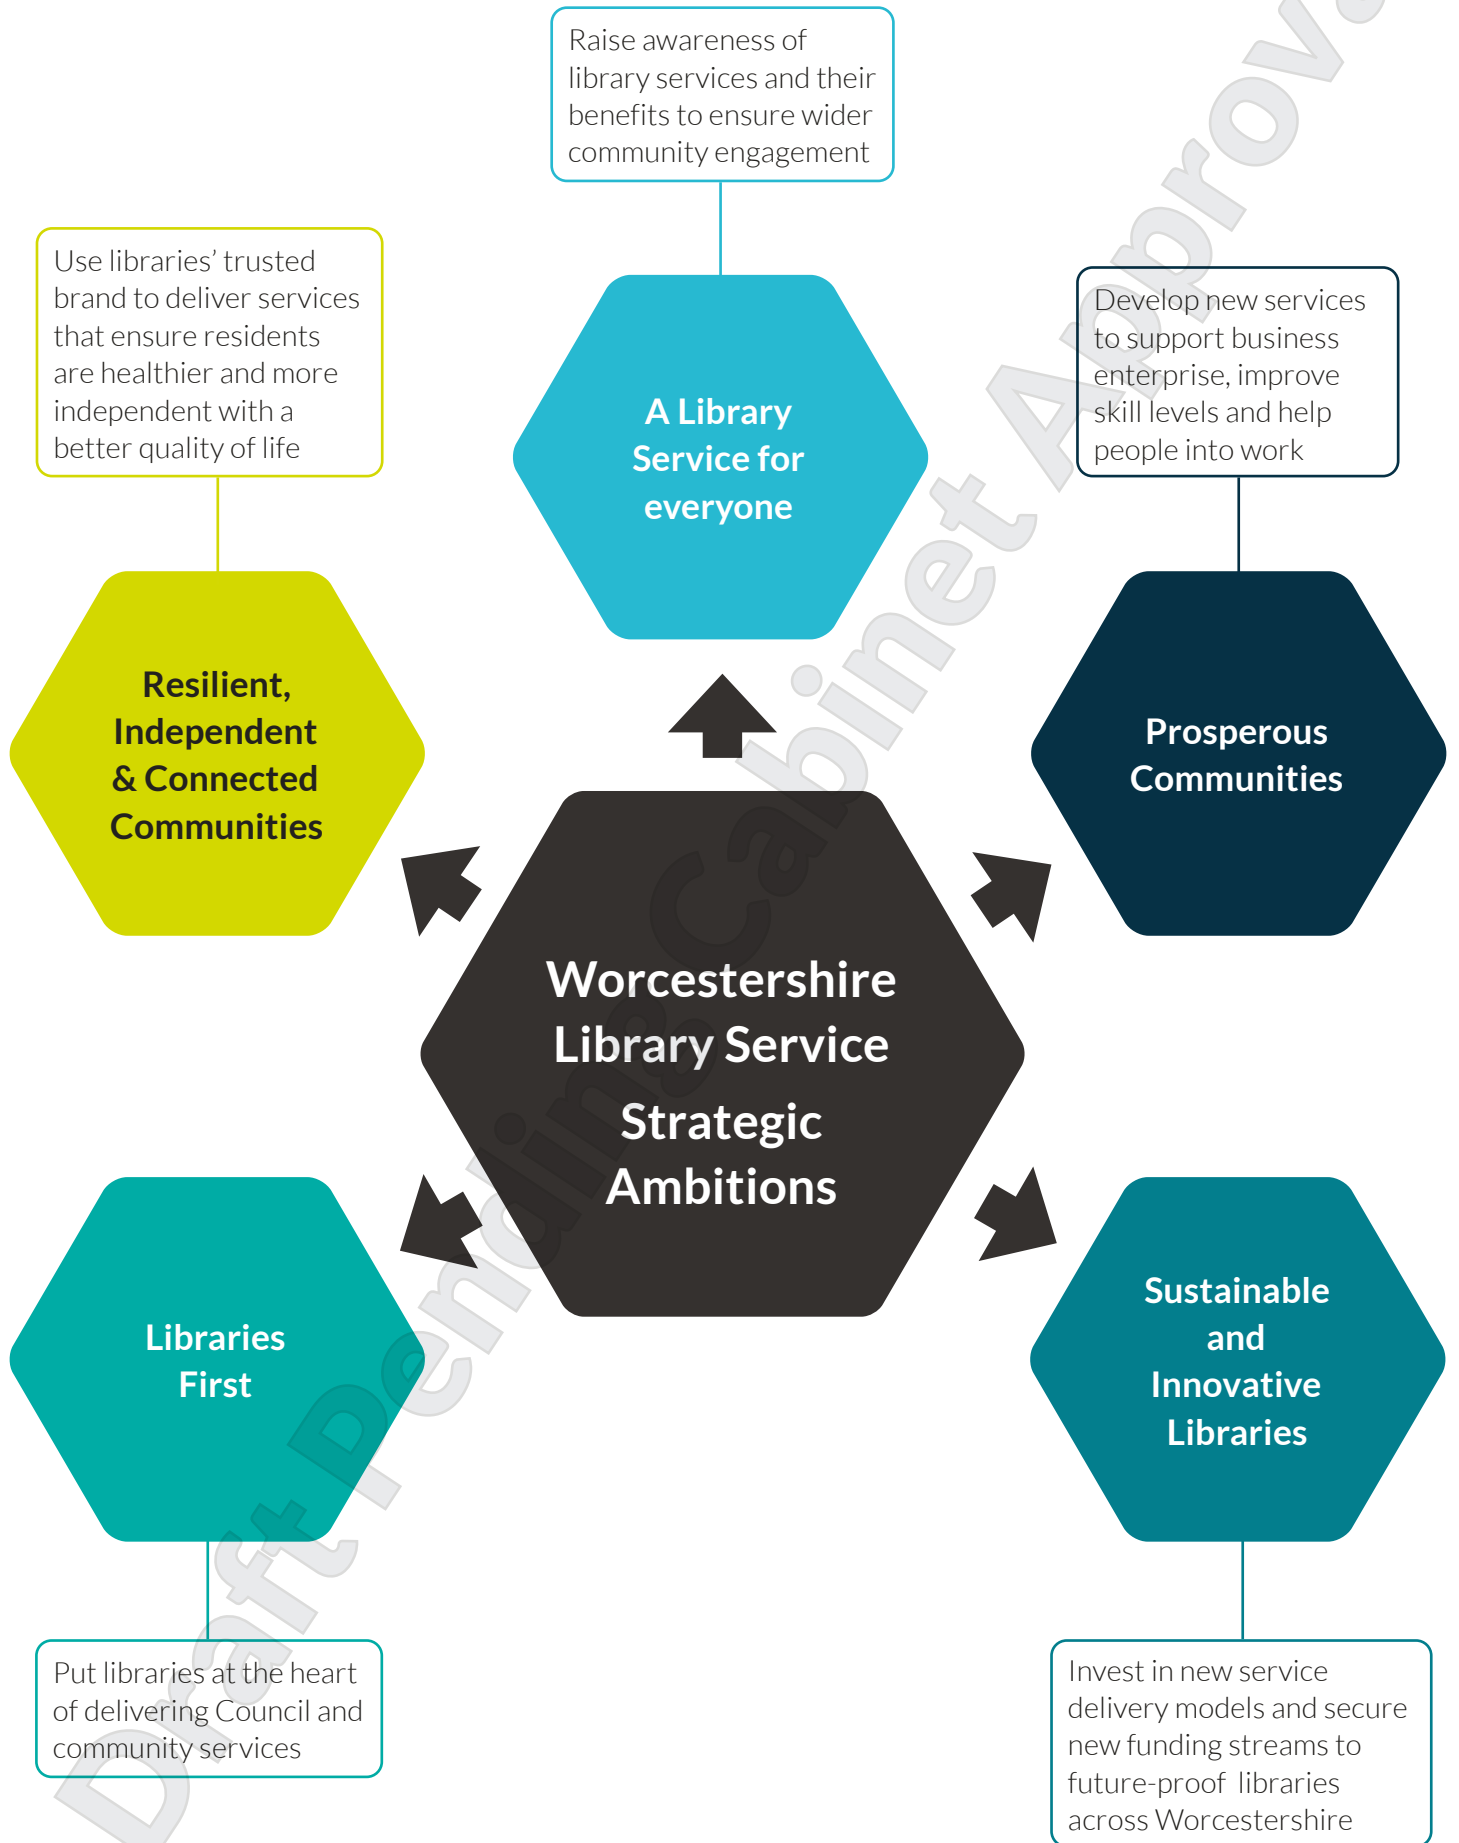 Raise awareness of
library services and their
benefits to ensure wider
community engagement
Use libraries’ trusted
brand to deliver services
that ensure residents
are healthier and more
independent with a
better quality of life
Develop new services
to support business
enterprise, improve
skill levels and help
people into work
A Library
Service for
everyone
Resilient,
Independent
& Connected
Communities
Prosperous
Communities
Worcestershire
Library Service
Strategic
Ambitions
Libraries
First
Sustainable
and
Innovative
Libraries
Put libraries at the heart
of delivering Council and
community services
Invest in new service
delivery models and secure
new funding streams to
future-proof  libraries
across Worcestershire
Draft Pending Cabinet Approva